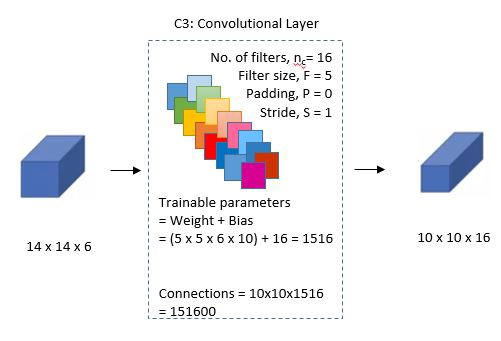 C3: Convolutional Layer
No. of filters, nc= 16
Filter size, F = 5
Padding, P = 0
Stride, S = 1
14 x 14 x 6
Trainable parameters
= Weight + Bias
= (5 x 5 x 6 x 10) + 16 = 1516
Connections = 10x10x1516
= 151600
10 x 10 x 16